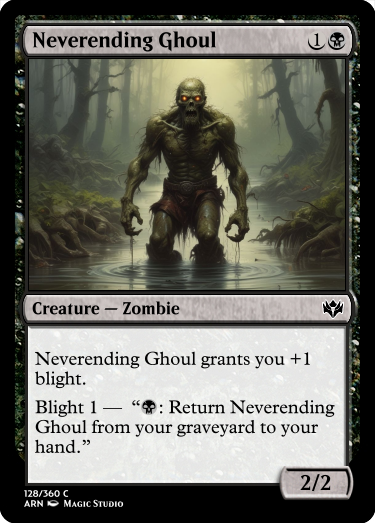 Neverending Ghoul 1
Creature — Zombie
Neverending Ghoul grants you +1
blight.
Blight 1 — “: Return Neverending
Ghoul from your graveyard to your
hand.”
2/2
128/360 C
ARN Magic Studio